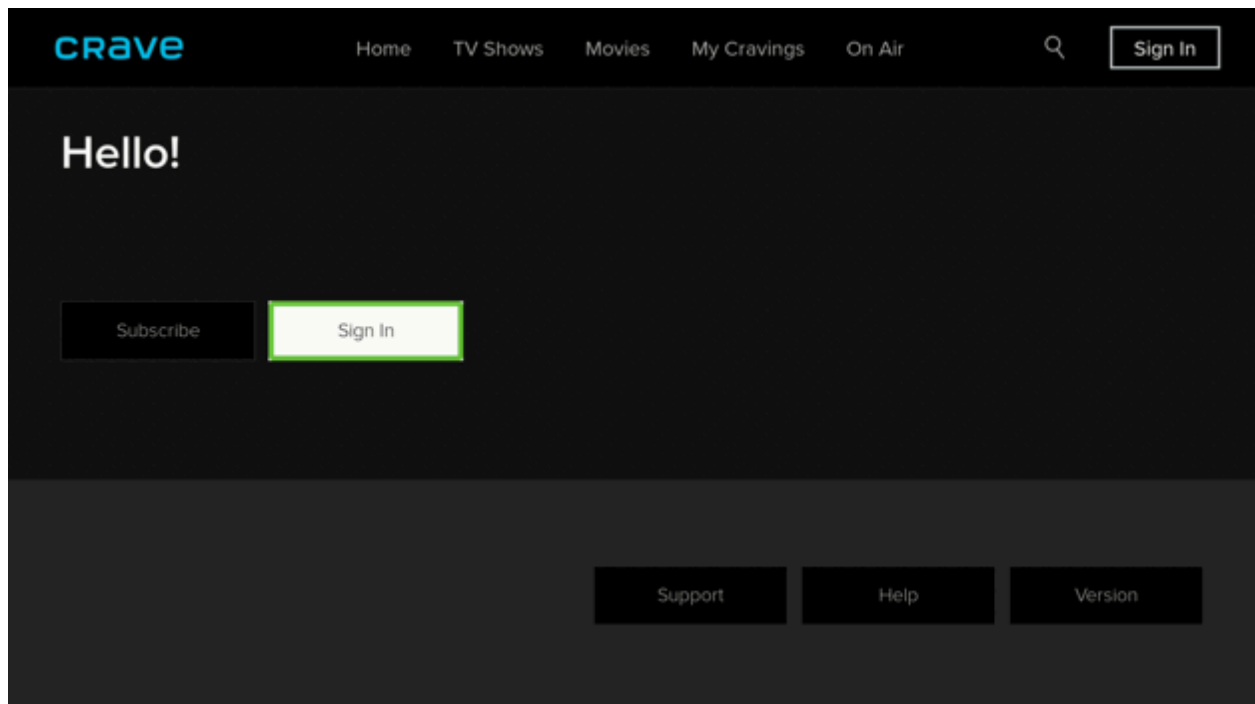 crave Home TV Shows Movies My Cravings On Air Sign In
Hello!
Subscribe Sign In
Support Help Version